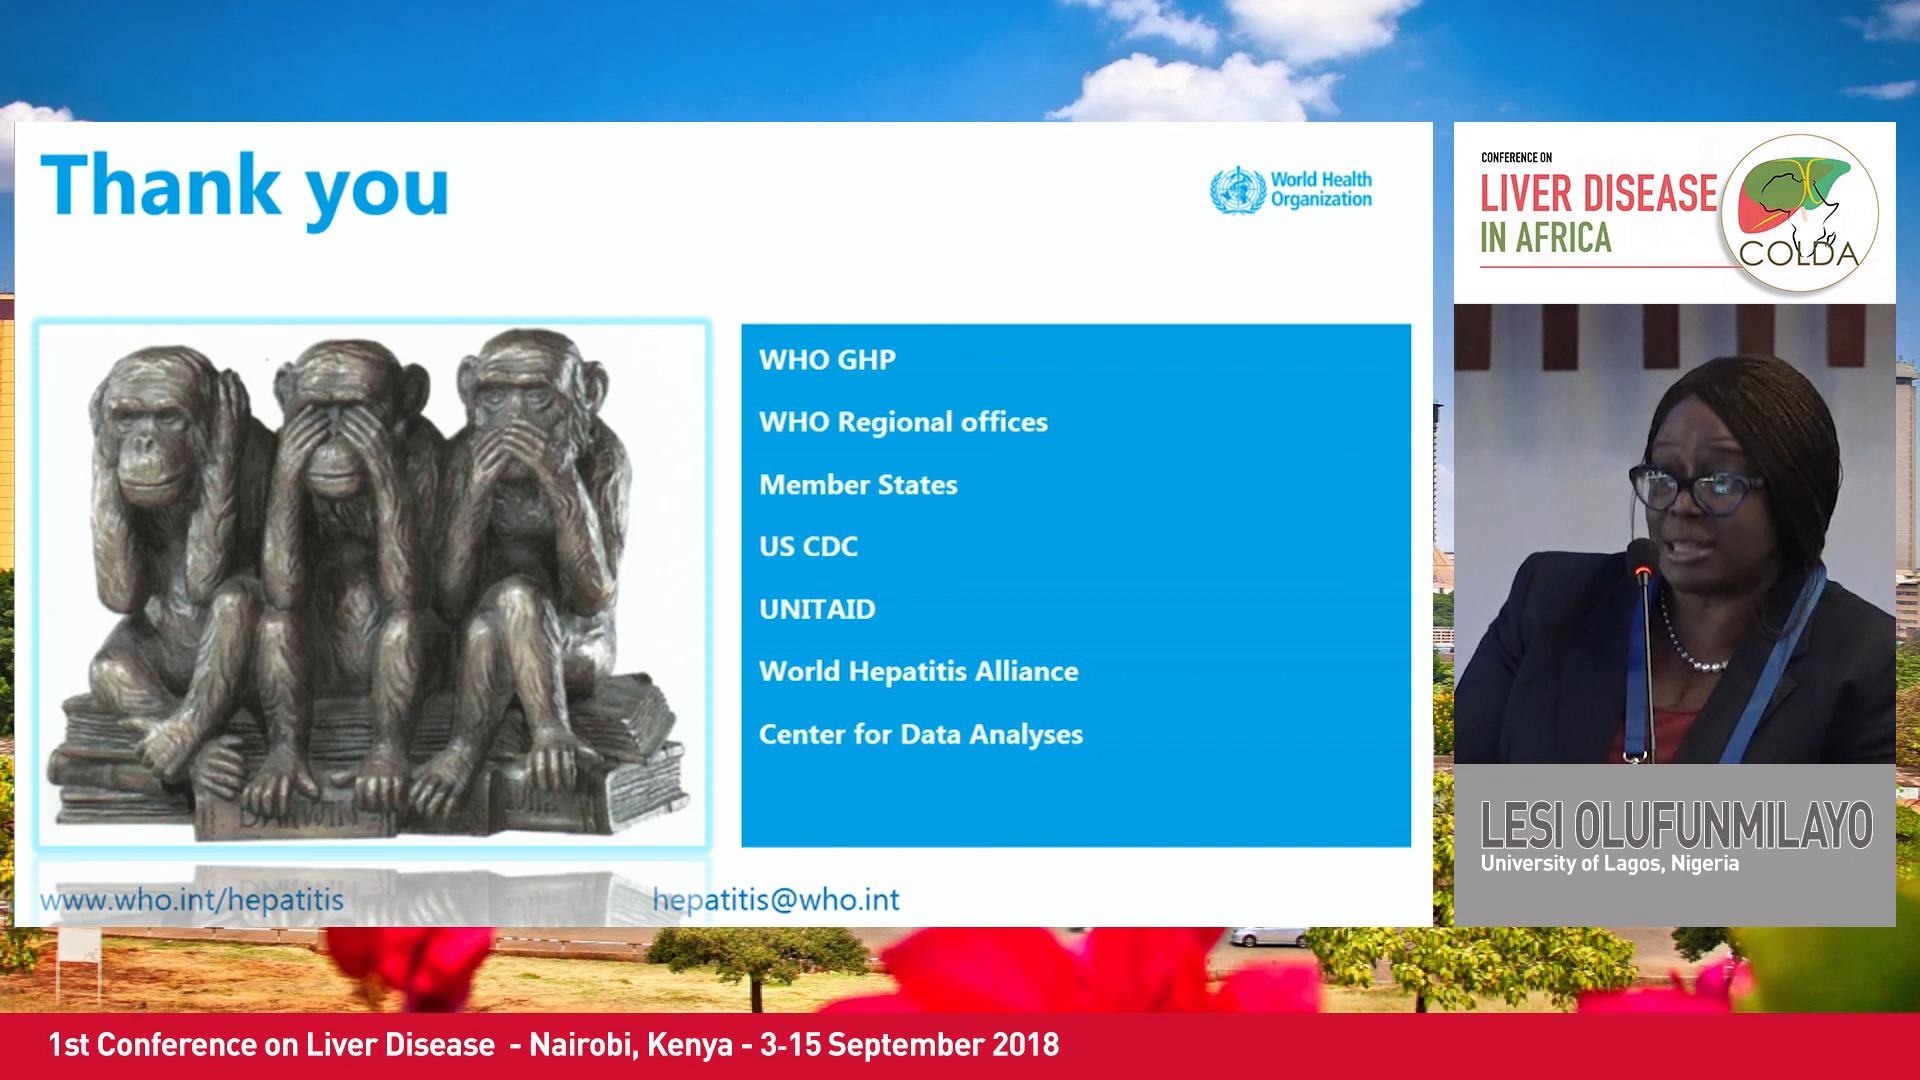 Thank you
World Health
Organization
WHO GHP
WHO Regional offices
Member States
US CDC
UNITAID
World Hepatitis Alliance
Center for Data Analyses
DARWIN
www.who.int/hepatitis
hepatitis@who.int
CONFERENCE ON
LIVER DISEASE
IN AFRICA
COLDA
LESI OLUFUNMILAYO
University of Lagos, Nigeria
1st Conference on Liver Disease - Nairobi, Kenya - 3-15 September 2018